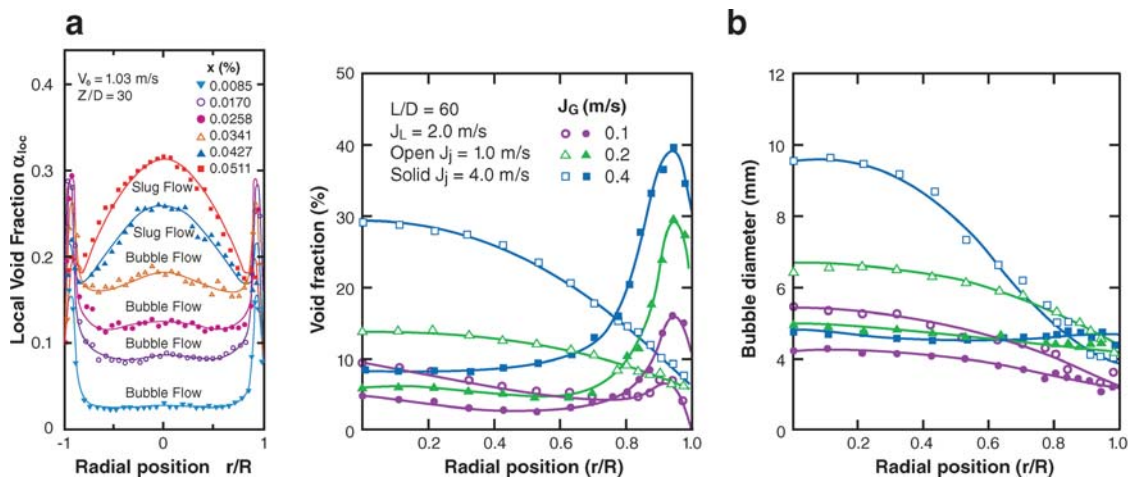 a
b
Local Void Fraction αloc
0.4
0.3
0.2
0.1
0
V6 = 1.03 m/s
Z/D = 30
x (%)
0.0085
0.0170
0.0258
0.0341
0.0427
0.0511
Slug Flow
Slug Flow
Bubble Flow
Bubble Flow
Bubble Flow
Bubble Flow
-1 0 1
Radial position r/R
Void fraction (%)
50
40
30
20
10
0
L/D = 60
JL = 2.0 m/s
Open Jj = 1.0 m/s
Solid Jj = 4.0 m/s
JG (m/s)
0.1
0.2
0.4
0 0.2 0.4 0.6 0.8 1.0
Radial position (r/R)
Bubble diameter (mm)
12
10
8
6
4
2
0
0.2 0.4 0.6 0.8 1.0
Radial position (r/R)